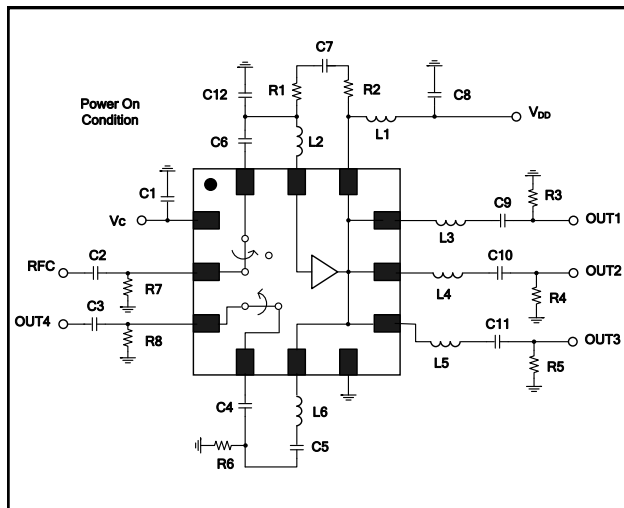 C7
C12
R1
R2
C8
Power On
Condition
V_DD
L1
C6
L2
C1
R3
C9
Vc
OUT1
L3
C2
C10
RFC
OUT2
R7
L4
C3
R4
OUT4
C11
OUT3
R8
L5
R5
C4
L6
C5
R6